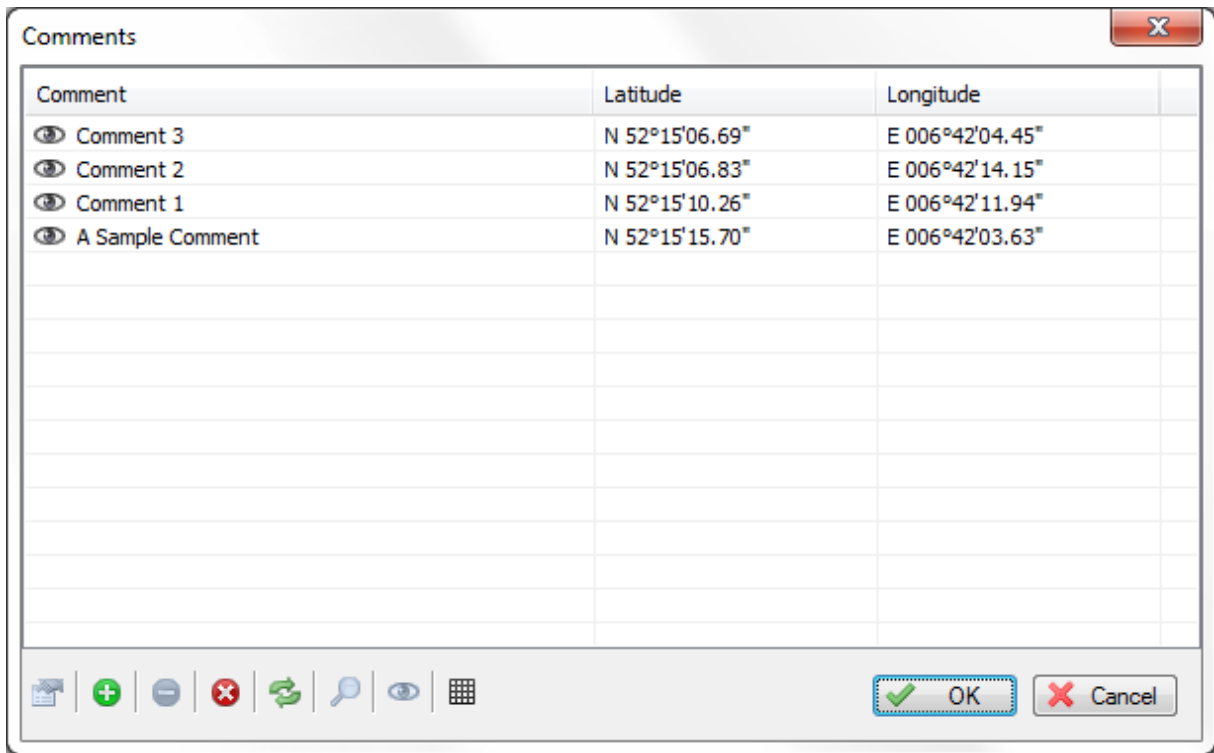 Comments
Comment Latitude Longitude
Comment 3 N 52°15'06.69" E 006°42'04.45"
Comment 2 N 52°15'06.83" E 006°42'14.15"
Comment 1 N 52°15'10.26" E 006°42'11.94"
A Sample Comment N 52°15'15.70" E 006°42'03.63"
OK Cancel